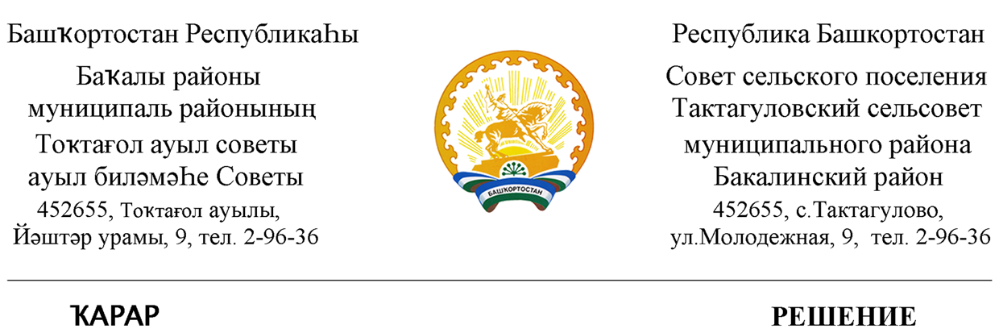 Башҡортостан Республикаһы
Баҡалы районы
муниципаль районының
Тоҡтағол ауыл советы
ауыл биләмәһе Советы
452655, Тоҡтағол ауылы,
Йәштәр урамы, 9, тел. 2-96-36
БАШҠОРТОСТАН
Республика Башкортостан
Совет сельского поселения
Тактагуловский сельсовет
муниципального района
Бакалинский район
452655, с.Тактагулово,
ул.Молодежная, 9, тел. 2-96-36
ҠАРАР
РЕШЕНИЕ